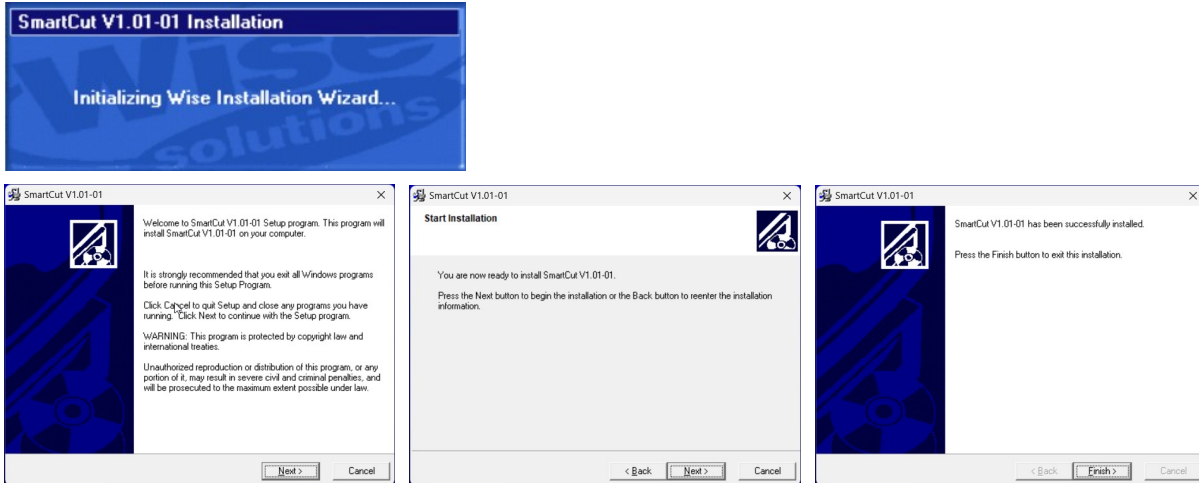 SmartCut V1.01-01 Installation
Wise
solutions
Initializing Wise Installation Wizard...
SmartCut V1.01-01
Welcome to SmartCut V1.01-01 Setup program. This program will
install SmartCut V1.01-01 on your computer.
It is strongly recommended that you exit all Windows programs
before running this Setup Program.
Click Cancel to quit Setup and close any programs you have
running. Click Next to continue with the Setup program.
WARNING: This program is protected by copyright law and
international treaties.
Unauthorized reproduction or distribution of this program, or any
portion of it, may result in severe civil and criminal penalties, and
will be prosecuted to the maximum extent possible under law.
Next >
Cancel
SmartCut V1.01-01
Start Installation
You are now ready to install SmartCut V1.01-01.
Press the Next button to begin the installation or the Back button to reenter the installation
information.
< Back
Next >
Cancel
SmartCut V1.01-01
SmartCut V1.01-01 has been successfully installed.
Press the Finish button to exit this installation.
< Back
Finish >
Cancel